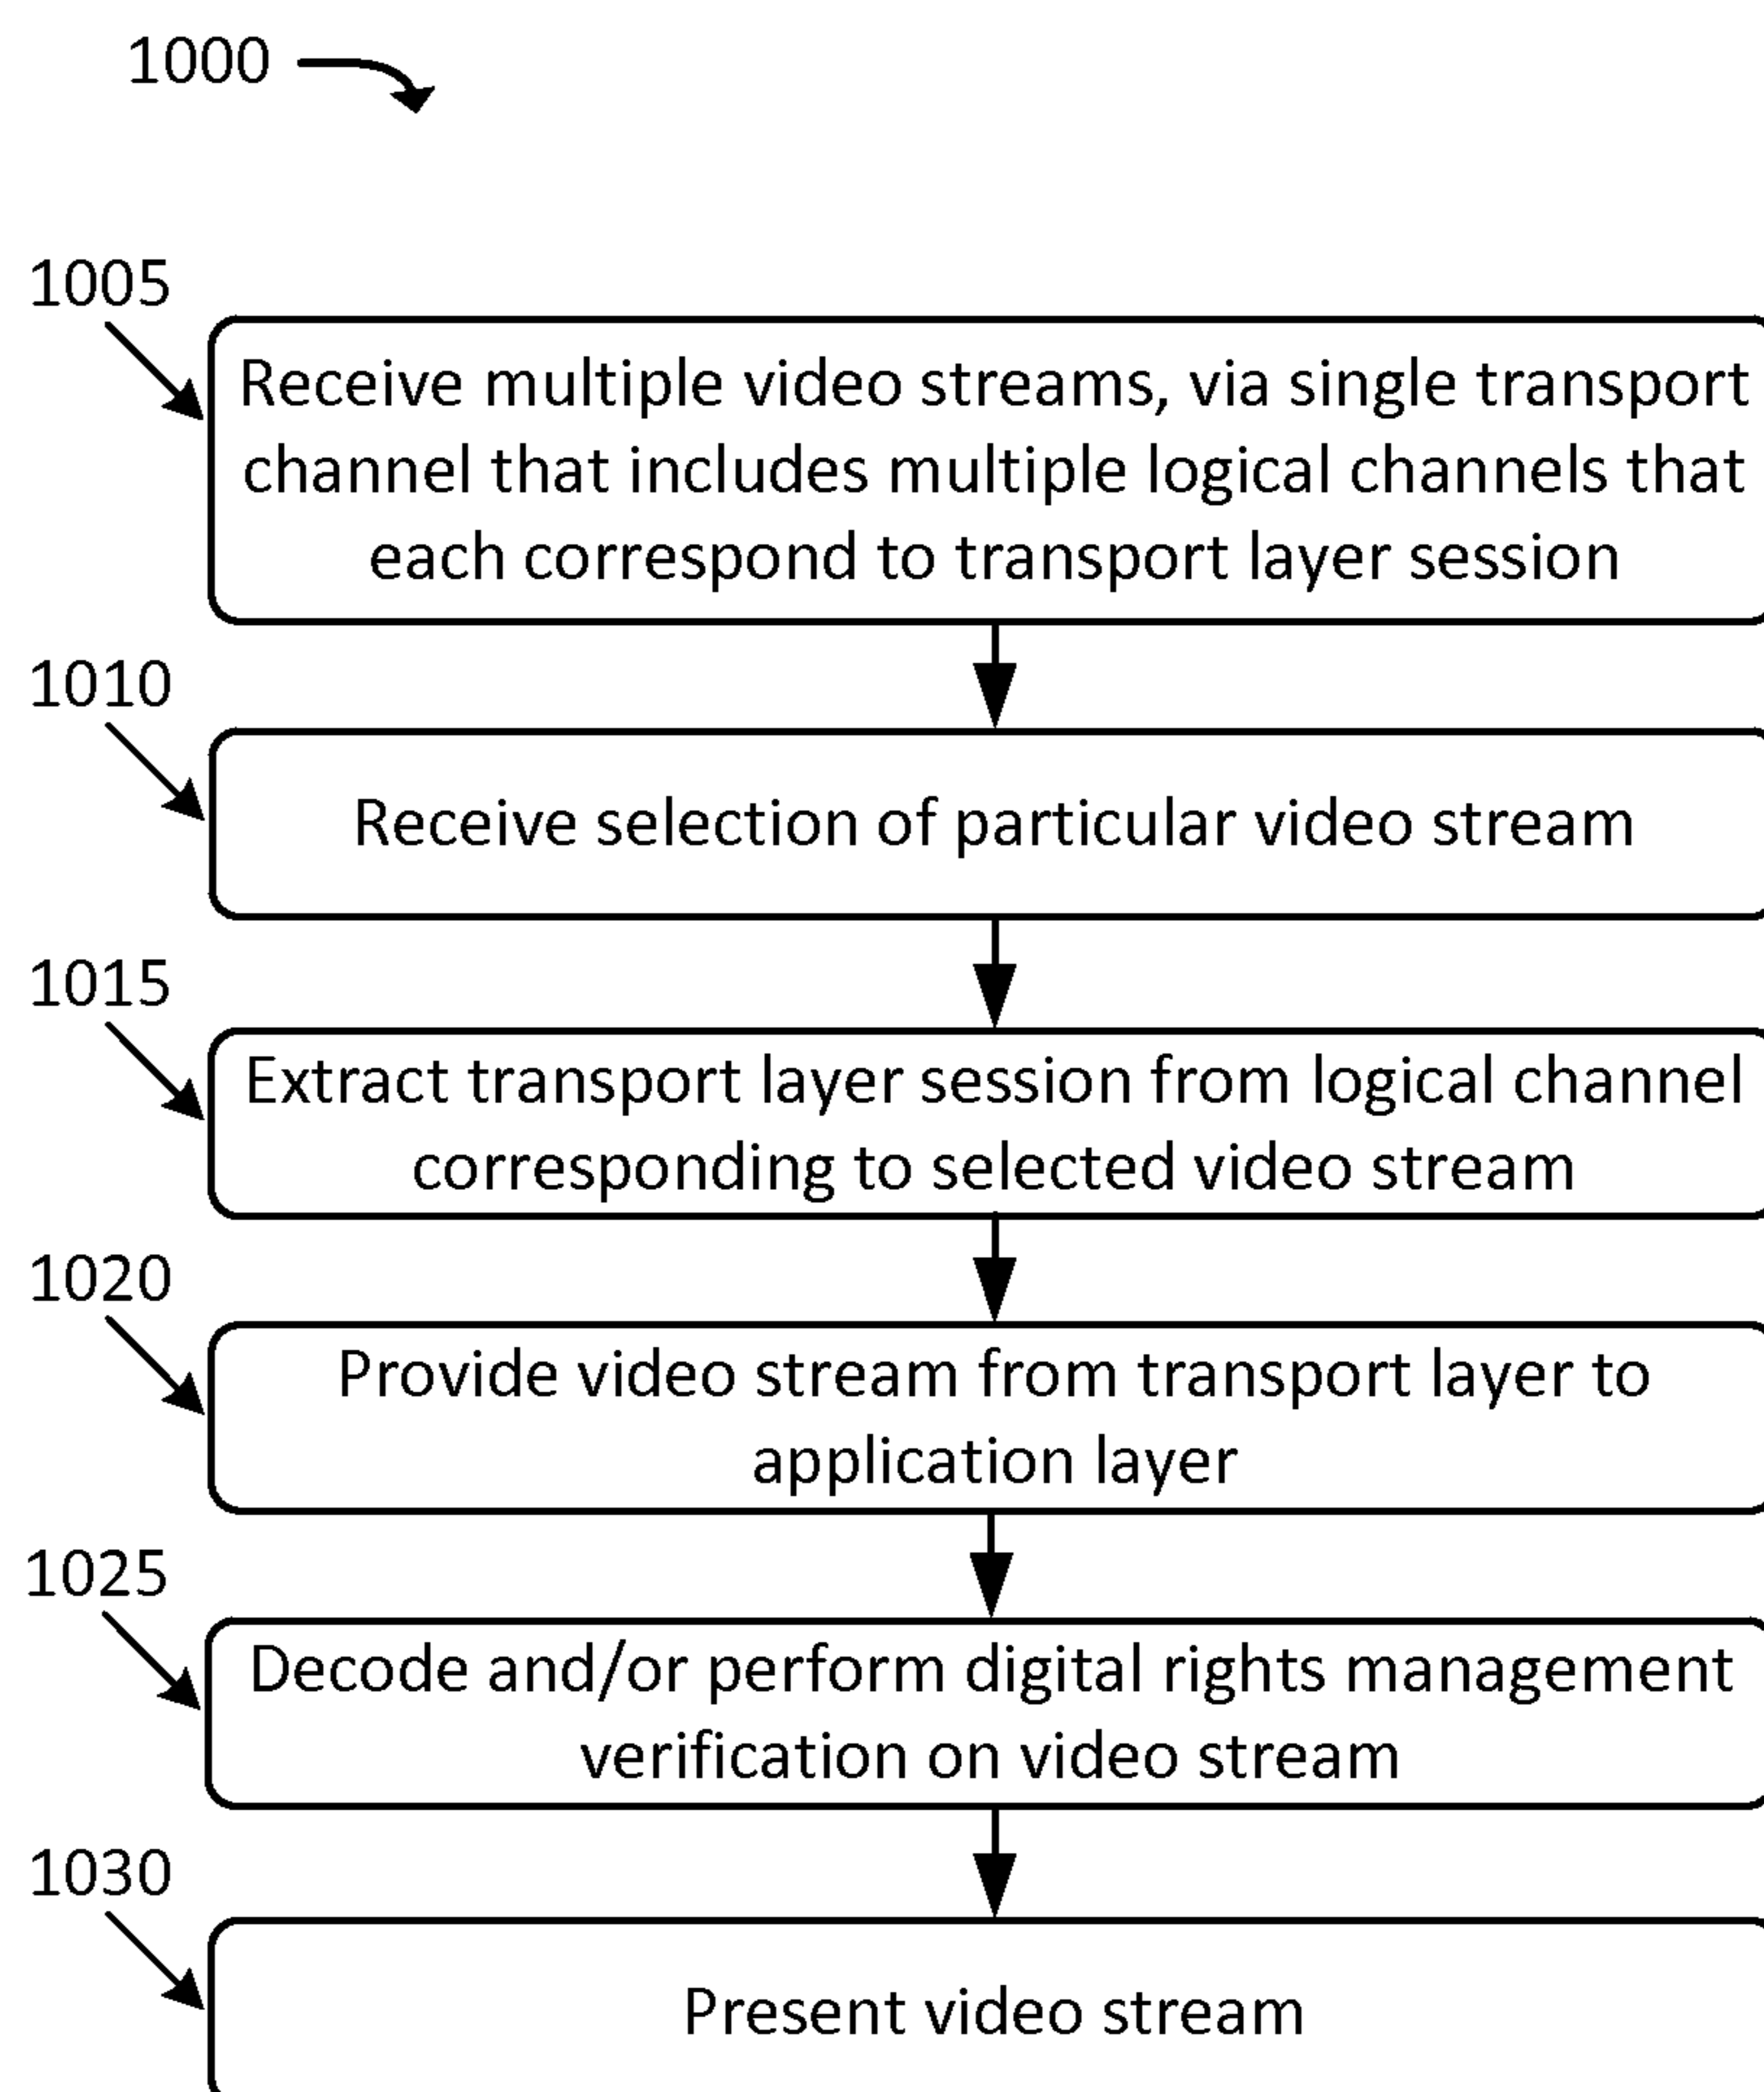 1000
1005
Receive multiple video streams, via single transport
channel that includes multiple logical channels that
each correspond to transport layer session
1010
Receive selection of particular video stream
1015
Extract transport layer session from logical channel
corresponding to selected video stream
1020
Provide video stream from transport layer to
application layer
1025
Decode and/or perform digital rights management
verification on video stream
1030
Present video stream